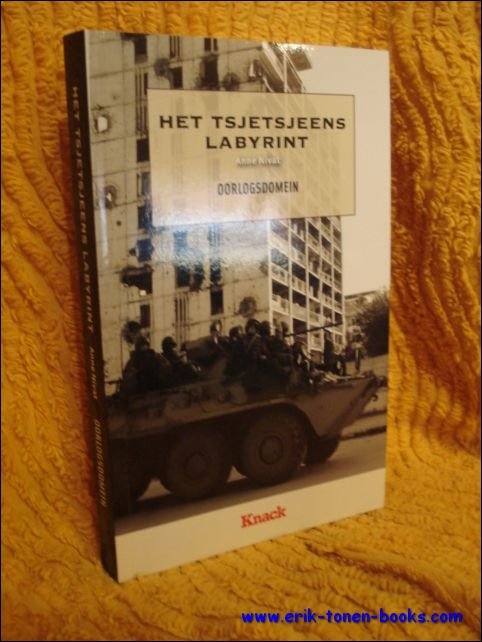 HET TSJETSJEENS
LABYRINT
Anne Nivat
OORLOGSDOMEIN
HET TSJETSJEENS LABYRINT Anne Nivat OORLOGSDOMEIN
Knack
www.erik-tonen-books.com